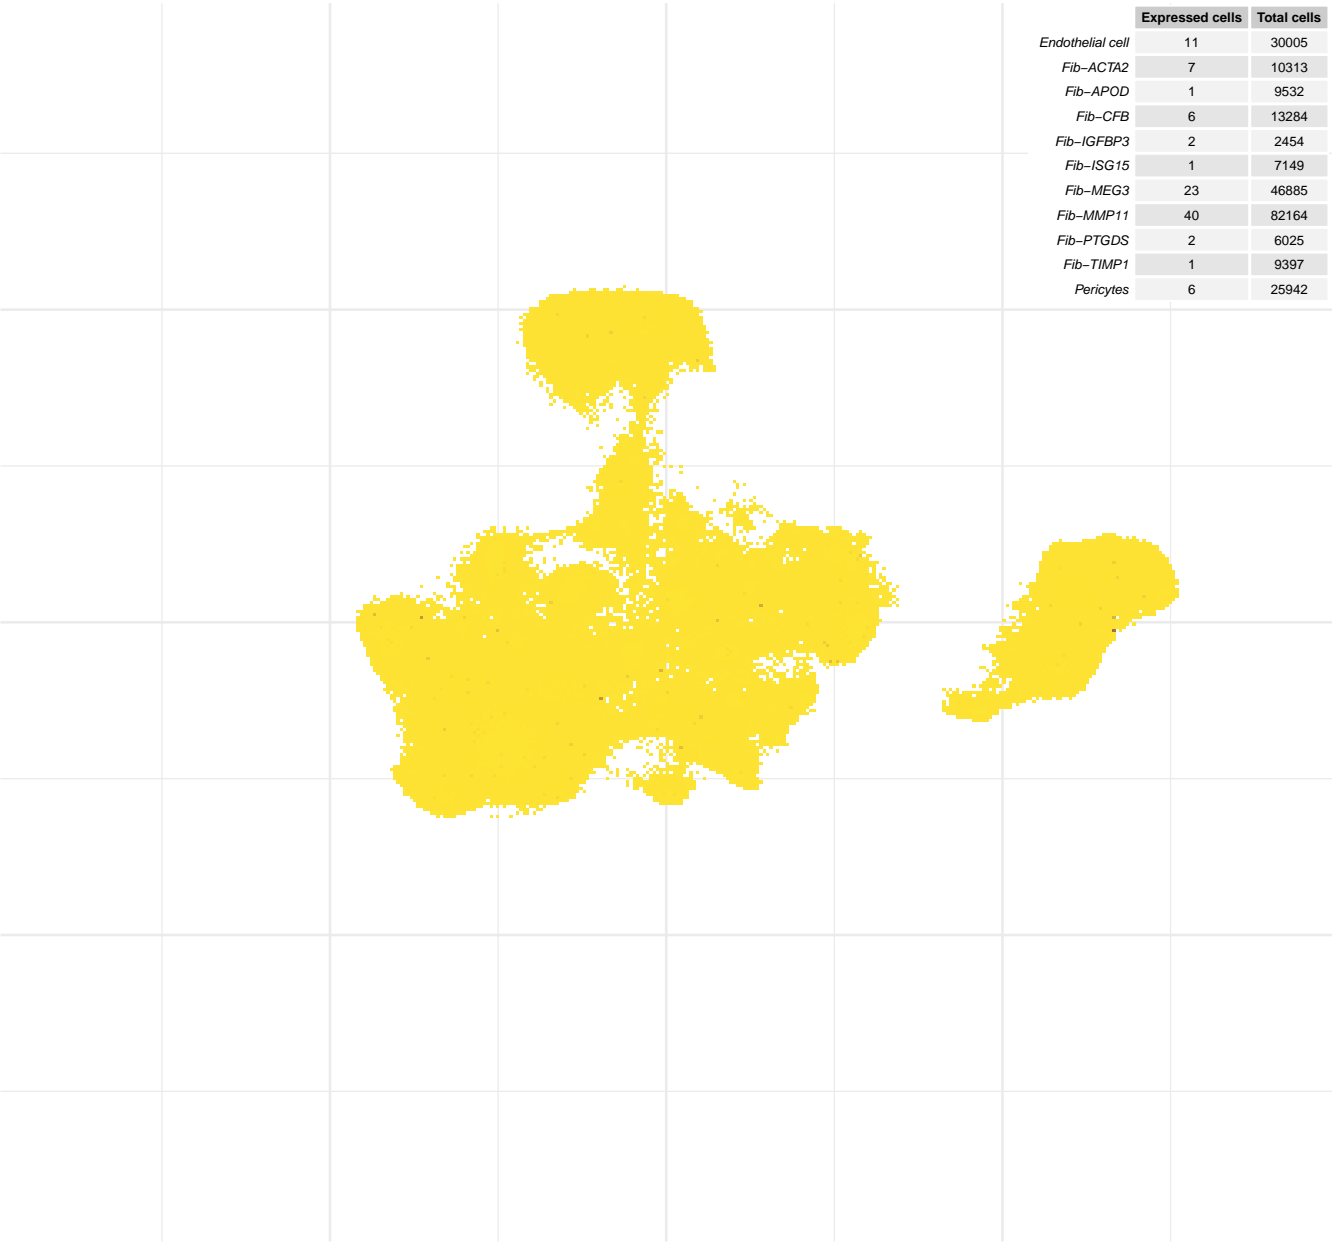 Expressed cells Total cells
Endothelial cell 11 30005
Fib−ACTA2 7 10313
Fib−APOD 1 9532
Fib−CFB 6 13284
Fib−IGFBP3 2 2454
Fib−ISG15 1 7149
Fib−MEG3 23 46885
Fib−MMP11 40 82164
Fib−PTGDS 2 6025
Fib−TIMP1 1 9397
Pericytes 6 25942